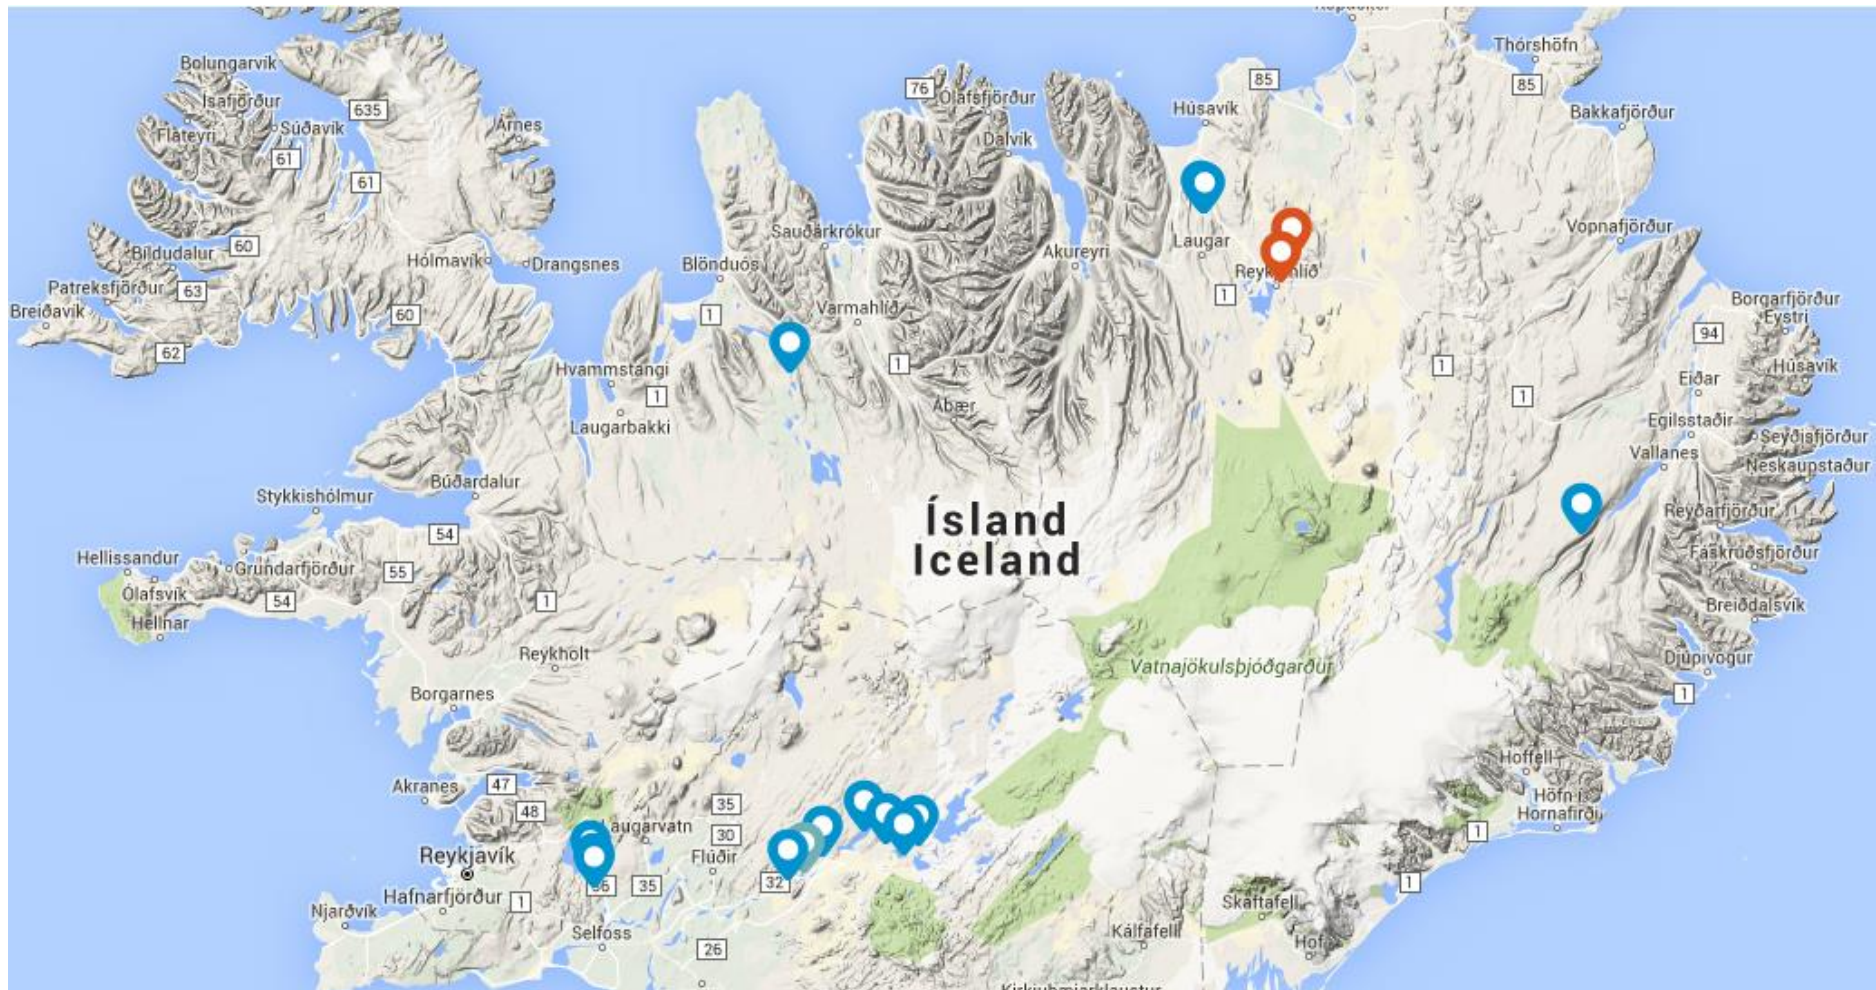 Thórshöfn
Bolungarvík
85
85
76
Ísafjörður
Ólafsfjörður
635
Húsavík
Bakkafjörður
Flateyri
Súðavík
Árnes
Dalvík
61
61
Sauðárkrókur
Vopnafjörður
Laugar
60
Bíldudalur
Hólmavík
Drangsnes
Blönduós
Akureyri
Patreksfjörður
63
1
Borgarfjörður
Eystri
Breiðavík
60
1
Varmahlíð
94
62
Hvammstangi
1
1
Húsavík
1
Eiðar
1
Abær
Laugarbakki
Egilsstaðir
Seyðisfjörður
Vallanes
Neskaupstaður
Búðardalur
Stykkishólmur
Reyðarfjörður
Ísland
Iceland
54
Hellissandur
Grundarfjörður
55
Fáskrúðsfjörður
Ólafsvík
54
1
Breiðdalsvík
Hellnar
Reykholt
Vatnajökulsþjóðgarður
Djúpivogur
Borgarnes
1
Hoffell
Akranes
47
Höfn í
Hornafirði
48
35
Laugarvatn
30
1
Reykjavík
Flúðir
32
35
1
Hafnarfjörður
1
Skaftafell
Njarðvík
Selfoss
Kálfafell
26
Hof